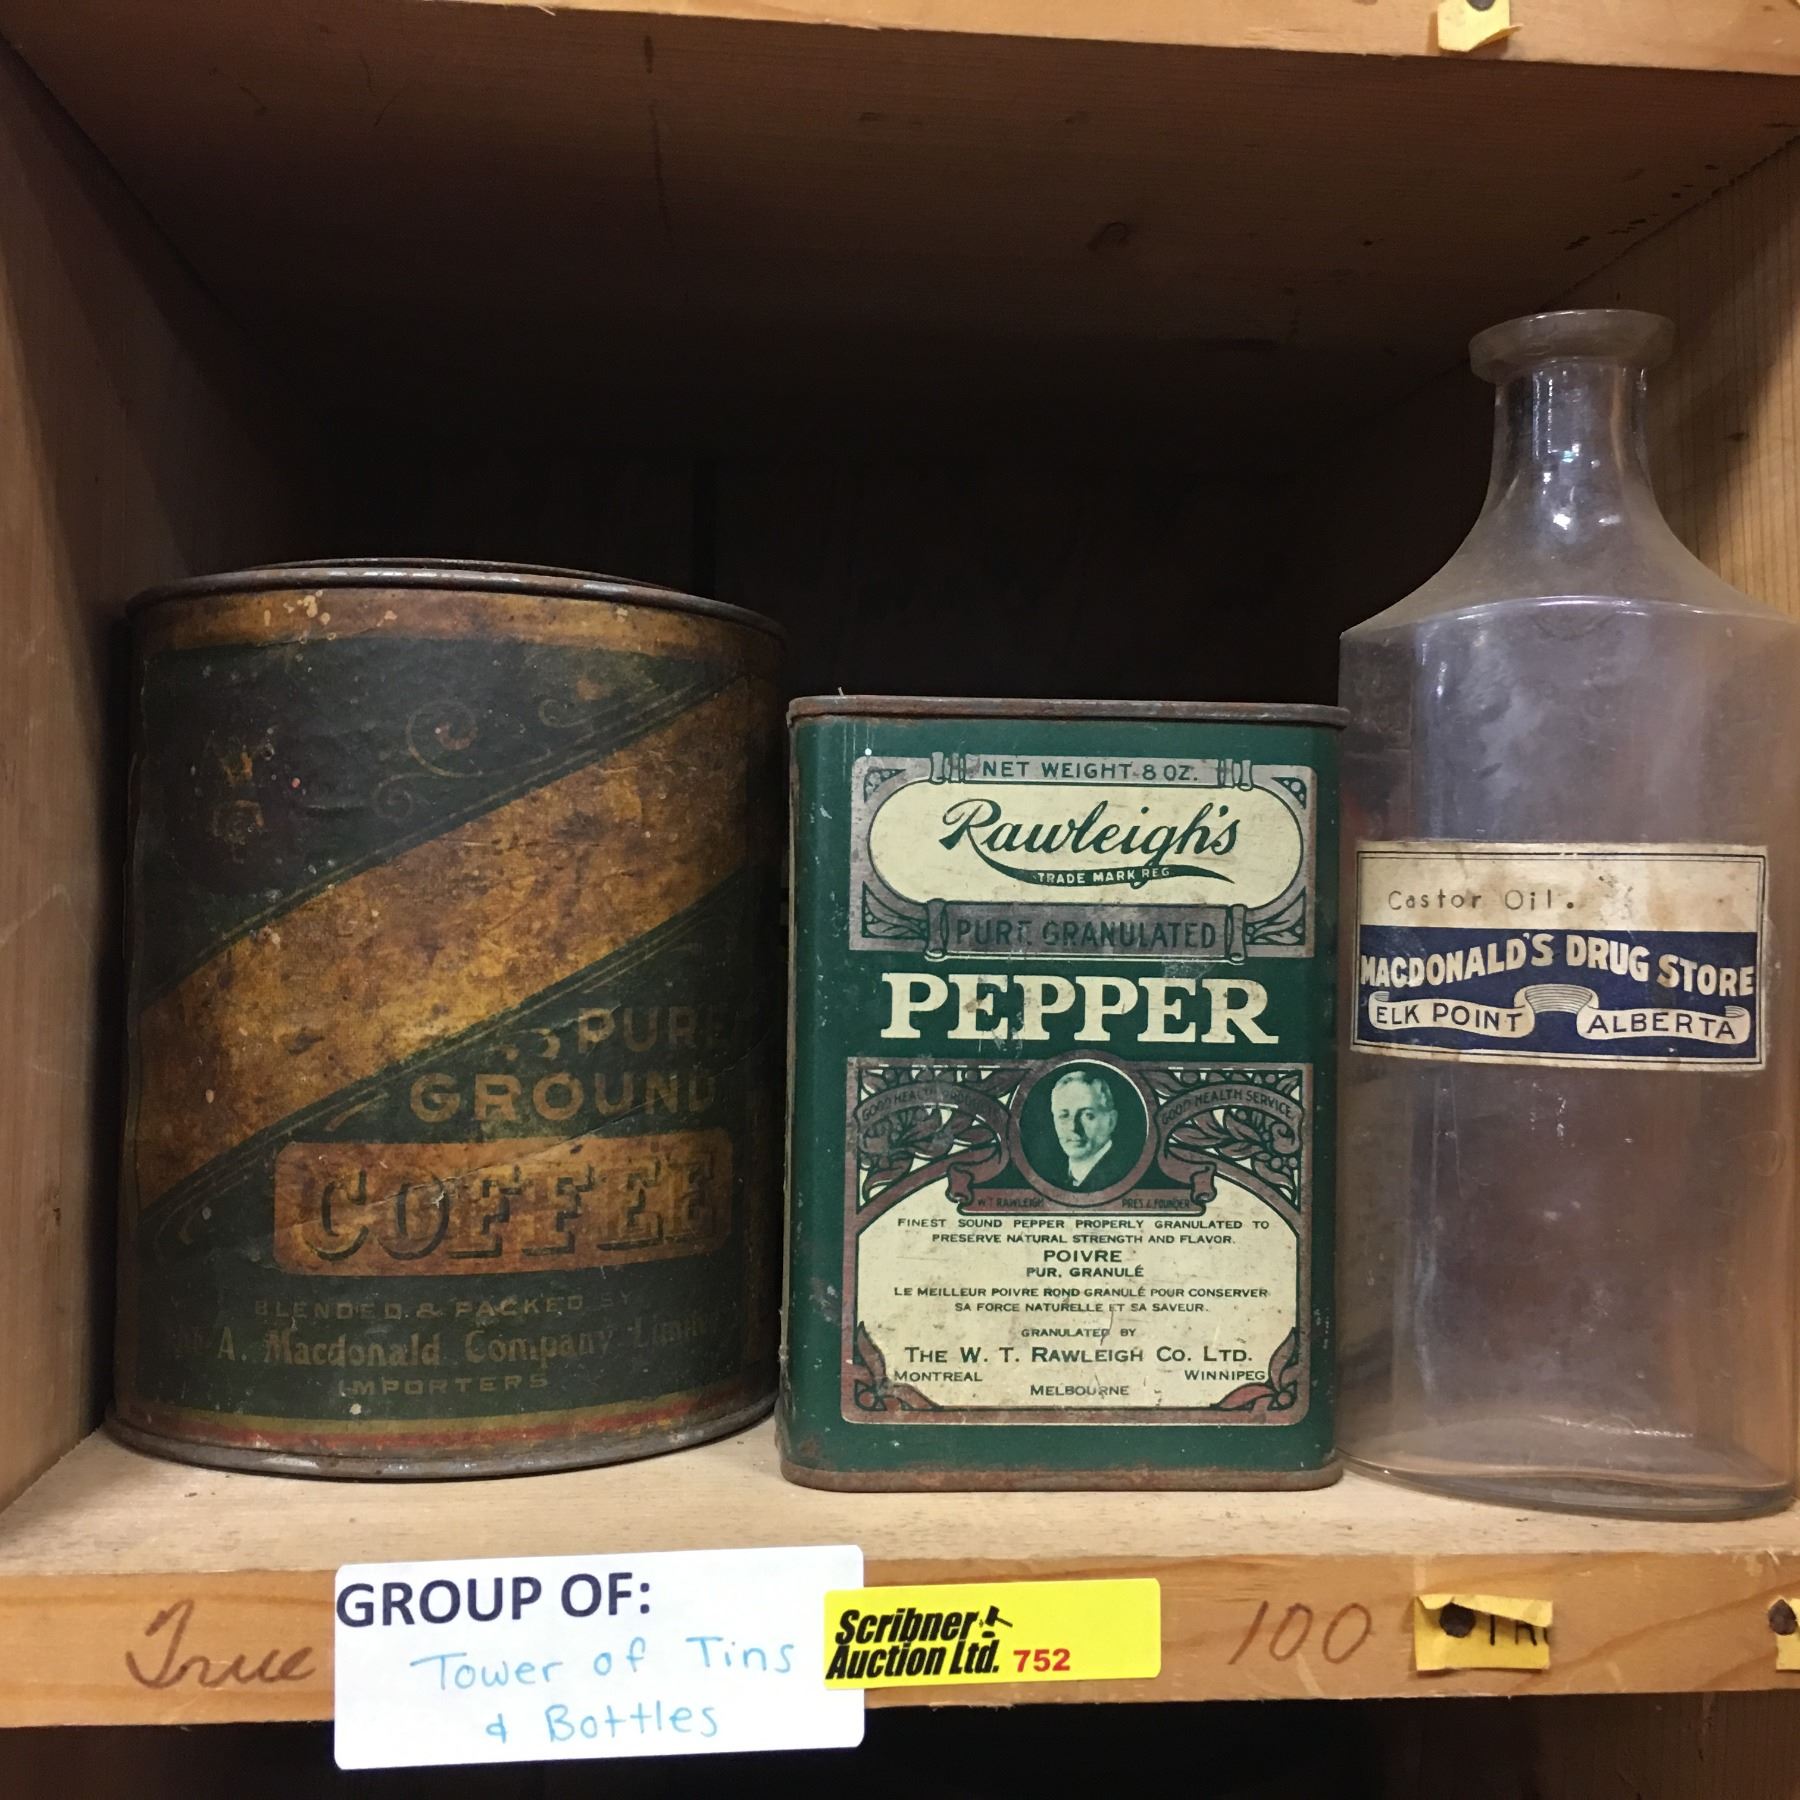 PURE
GROUND
COFFEE
BLENDED & PACKED BY
A. Macdonald Company Limited
IMPORTERS
NET WEIGHT 8 OZ.
Rawleigh's
TRADE MARK REG
PURE GRANULATED
PEPPER
GOOD HEALTH PRODUCTS
GOOD HEALTH SERVICE
W.T. RAWLEIGH PRES. & FOUNDER
FINEST SOUND PEPPER PROPERLY GRANULATED TO
PRESERVE NATURAL STRENGTH AND FLAVOR.
POIVRE
PUR, GRANULÉ
LE MEILLEUR POIVRE ROND GRANULÉ POUR CONSERVER
SA FORCE NATURELLE ET SA SAVEUR.
GRANULATED BY
THE W. T. RAWLEIGH CO. LTD.
MONTREAL WINNIPEG
MELBOURNE
Castor Oil.
MACDONALD'S DRUG STORE
ELK POINT ALBERTA
True
GROUP OF:
Tower of Tins
& Bottles
Scribner
Auction Ltd. 752
100